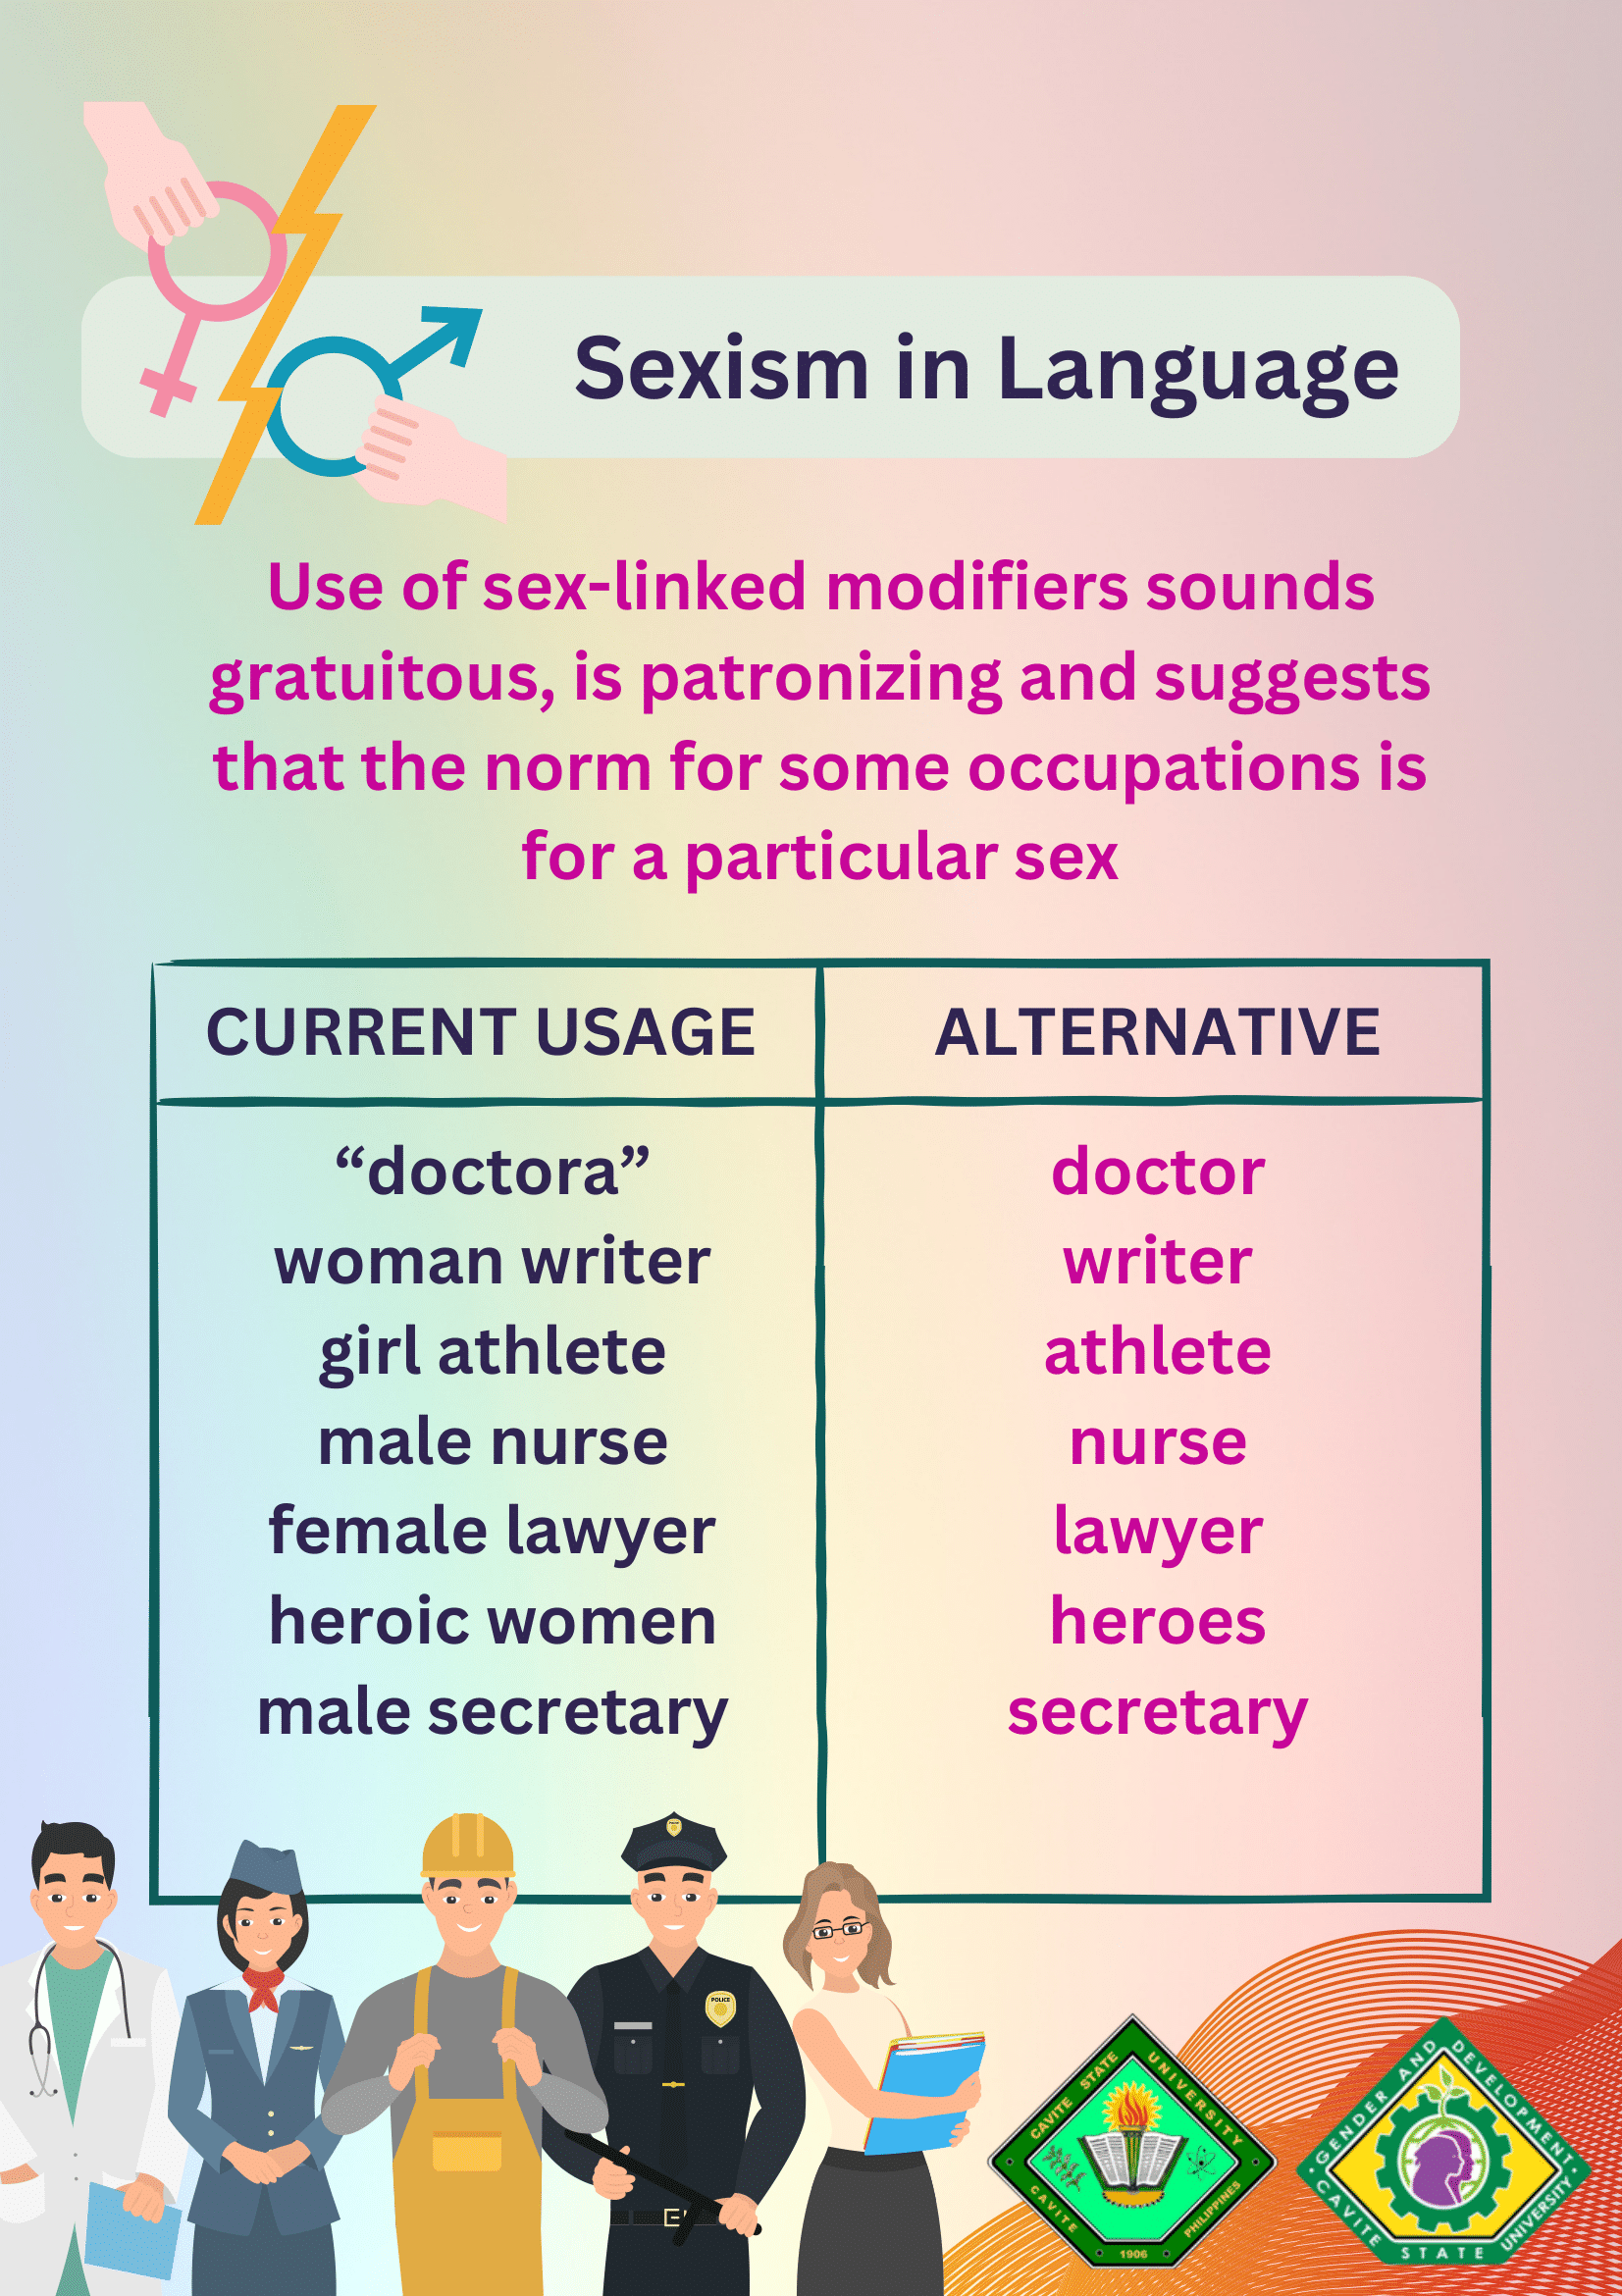 Sexism in Language
Use of sex-linked modifiers sounds
gratuitous, is patronizing and suggests
that the norm for some occupations is
for a particular sex
CURRENT USAGE
ALTERNATIVE
“doctora”
doctor
woman writer
writer
girl athlete
athlete
male nurse
nurse
female lawyer
lawyer
heroic women
heroes
male secretary
secretary
POLICE
CAVITE STATE UNIVERSITY
CAVITE
PHILIPPINES
1906
GENDER AND DEVELOPMENT
CAVITE STATE UNIVERSITY